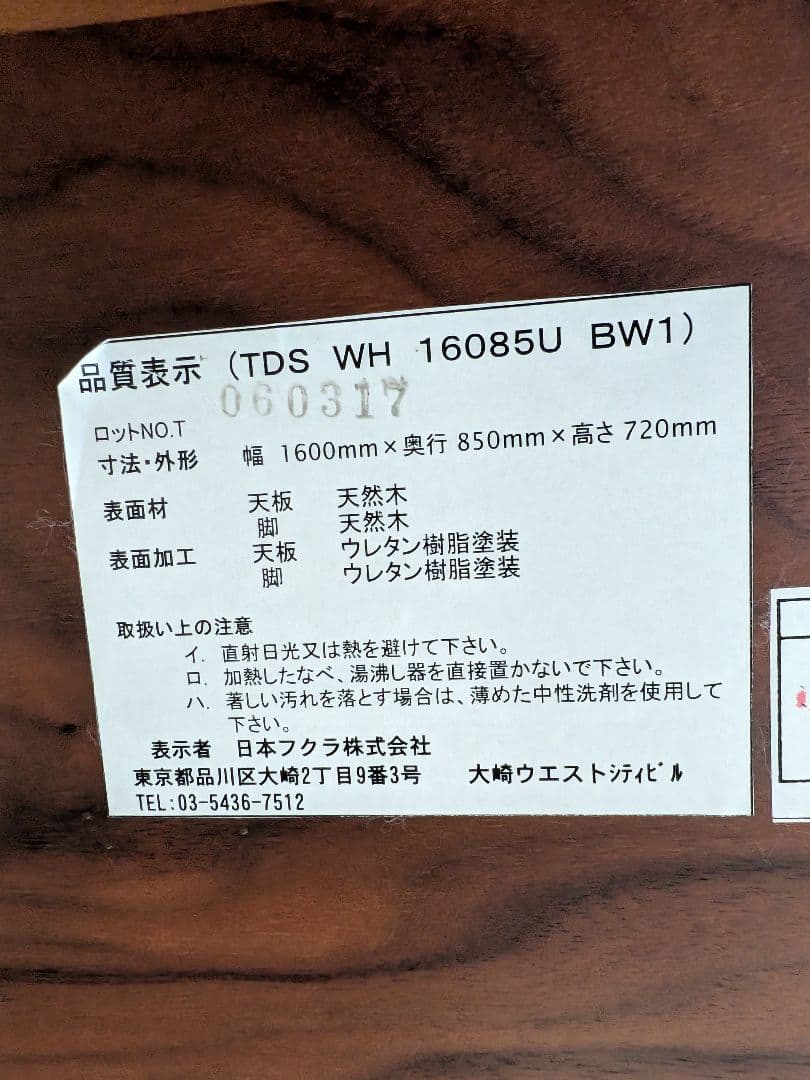 品質表示 (TDS WH 16085U BW1)
ロットNO.T 060317
寸法・外形 幅 1600mm×奥行 850mm×高さ 720mm
表面材 天板 天然木
脚 天然木
表面加工 天板 ウレタン樹脂塗装
脚 ウレタン樹脂塗装
取扱い上の注意
イ. 直射日光又は熱を避けて下さい。
ロ. 加熱したなべ、湯沸し器を直接置かないで下さい。
ハ. 著しい汚れを落とす場合は、薄めた中性洗剤を使用して
下さい。
表示者 日本フクラ株式会社
東京都品川区大崎2丁目9番3号 大崎ウエストシティビル
TEL:03-5436-7512